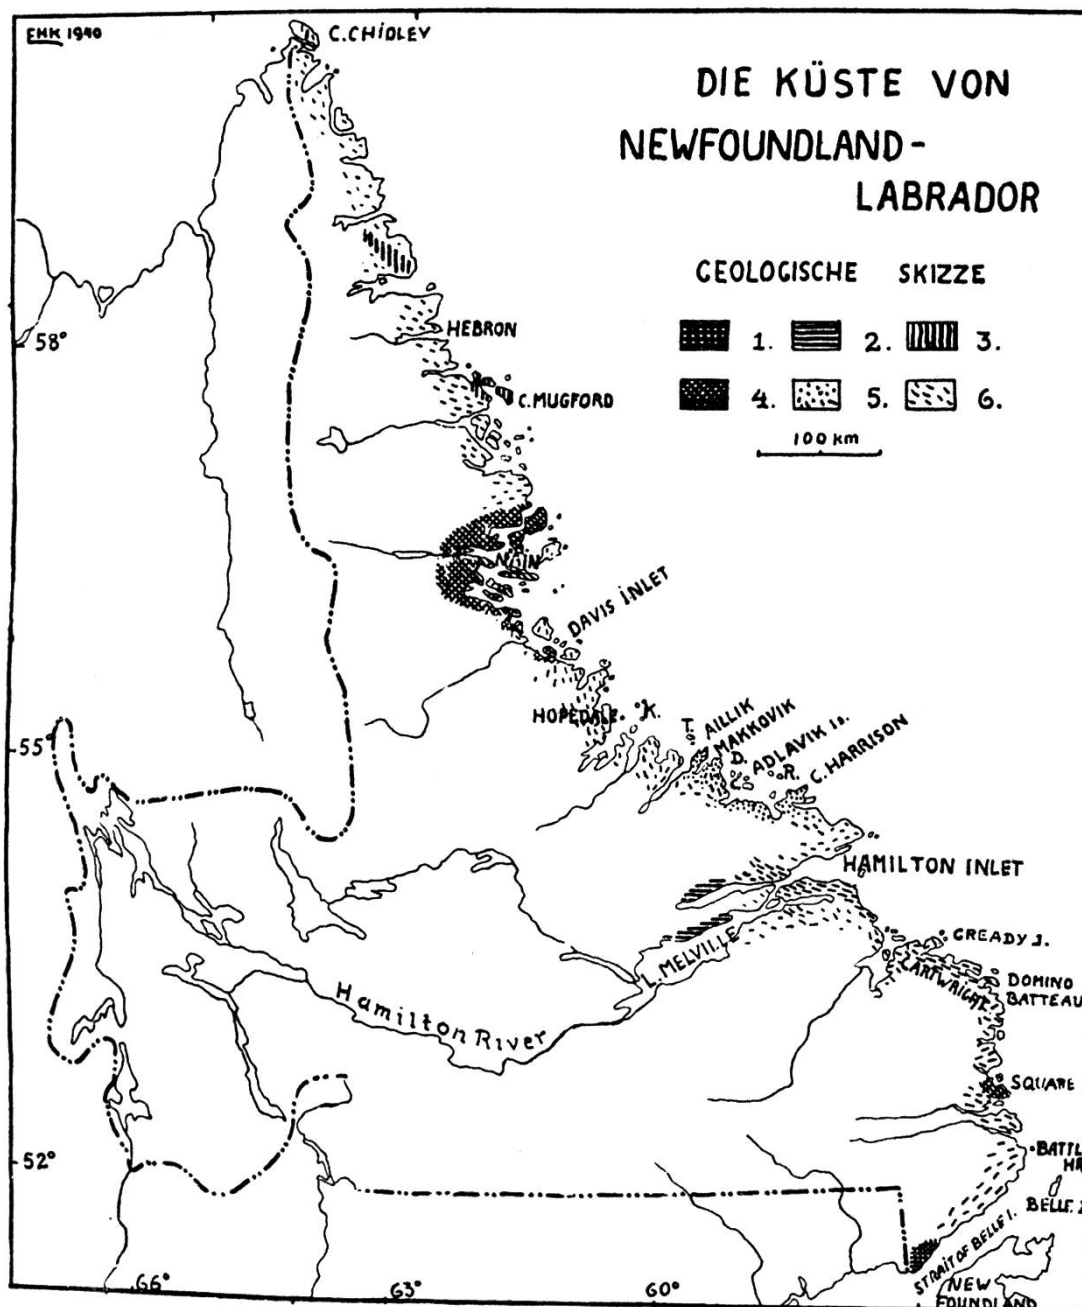 EHK 1940
C. CHIDLEY
DIE KÜSTE VON
NEWFOUNDLAND-
LABRADOR
GEOLOGISCHE SKIZZE
1. 2. 3.
4. 5. 6.
100 km
58°
HEBRON
C. MUGFORD
NAIN
DAVIS INLET
HOPEDALE
K.
T.
AILLIK
MAKKOVIK
D.
ADLAVIK Is.
R.
C. HARRISON
55°
HAMILTON INLET
L. MELVILLE
Hamilton River
GREADY I.
CARTWRIGHT
DOMINO
BATTEAU
SQUARE
52°
BATTL
BELLE
STRAIT OF BELLE I.
NEW
FOUNDLAND
66°
63°
60°